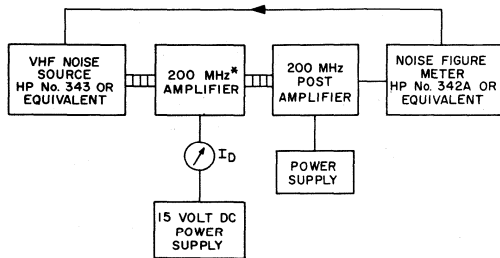 VHF NOISE
SOURCE
HP No. 343 OR
EQUIVALENT
200 MHz*
AMPLIFIER
200 MHz
POST
AMPLIFIER
NOISE FIGURE
METER
HP No. 342A OR
EQUIVALENT
ID
POWER
SUPPLY
15 VOLT DC
POWER
SUPPLY